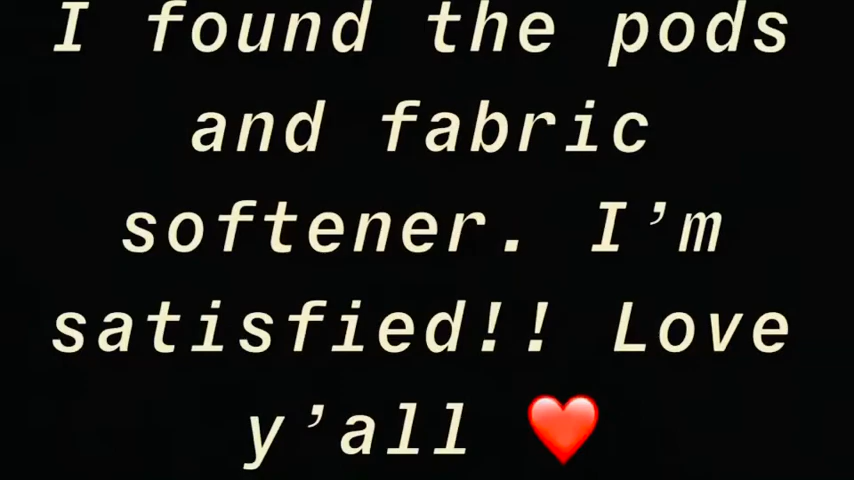 I found the pods
and fabric
softener. I’m
satisfied!! Love
y’all ❤️